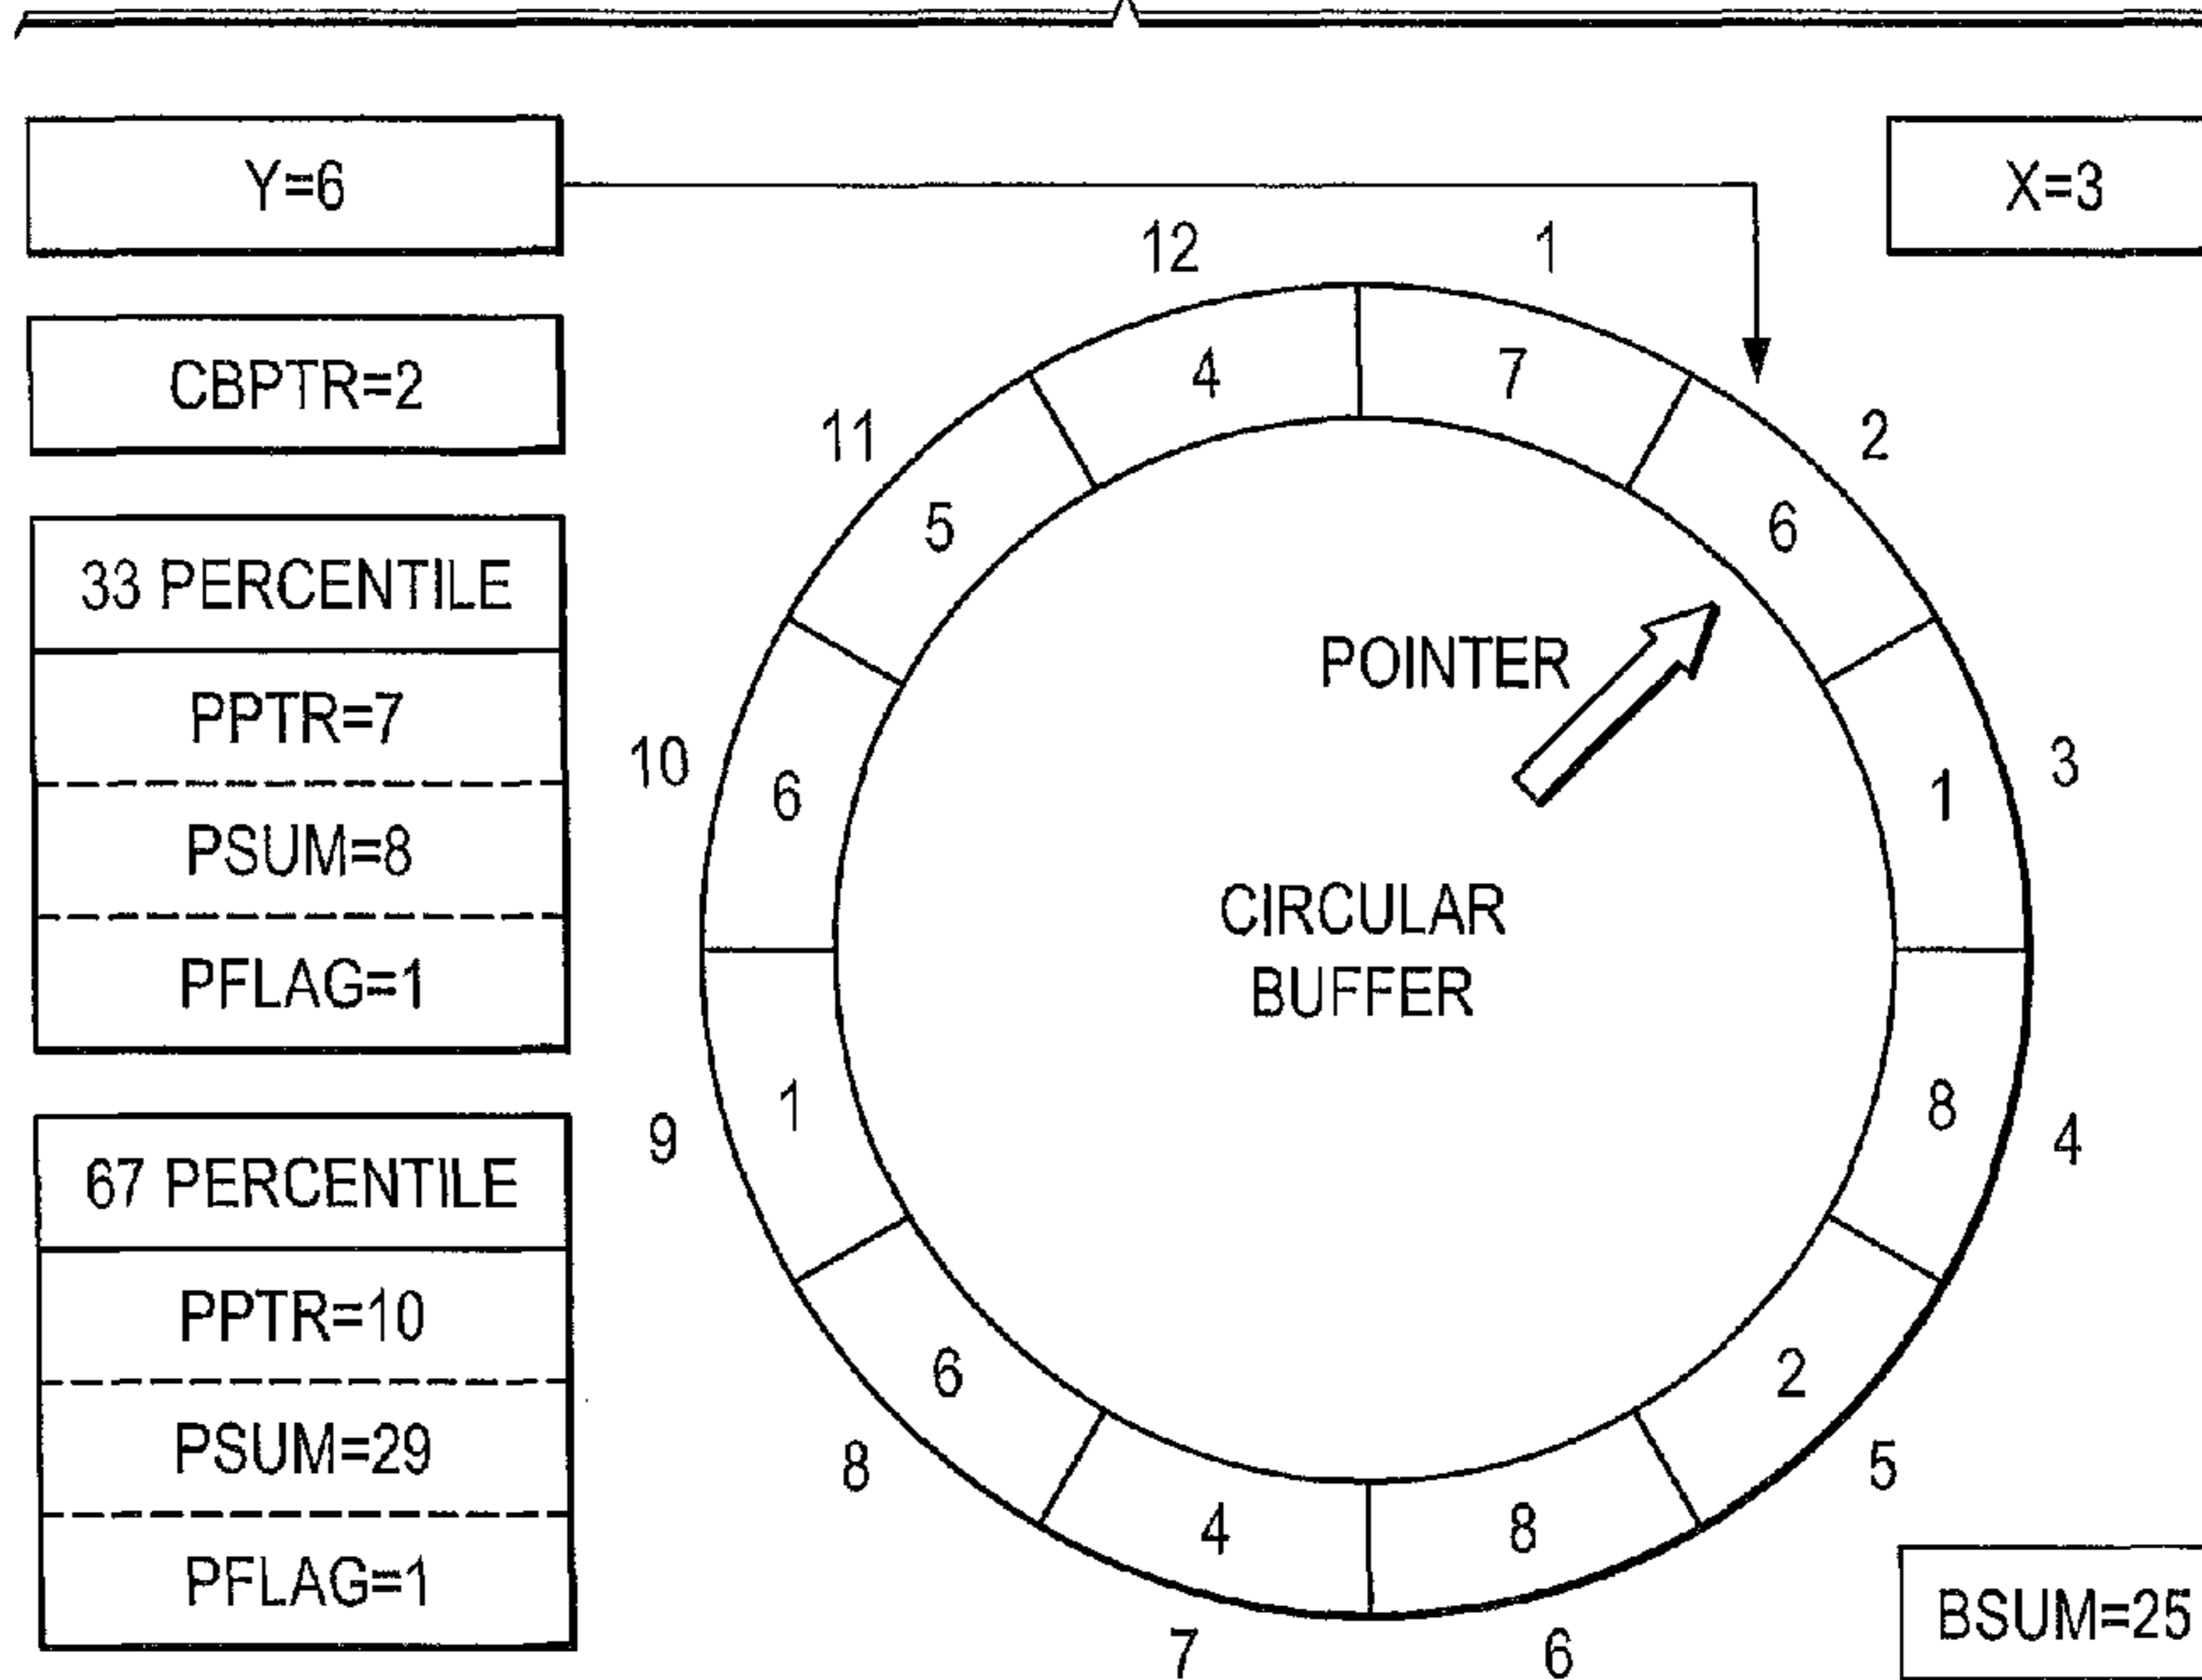 Y=6
X=3
CBPTR=2
33 PERCENTILE
PPTR=7
PSUM=8
PFLAG=1
67 PERCENTILE
PPTR=10
PSUM=29
PFLAG=1
12
1
2
3
4
5
6
7
8
9
10
11
4
7
6
1
8
2
8
4
6
1
6
5
POINTER
CIRCULAR
BUFFER
BSUM=25